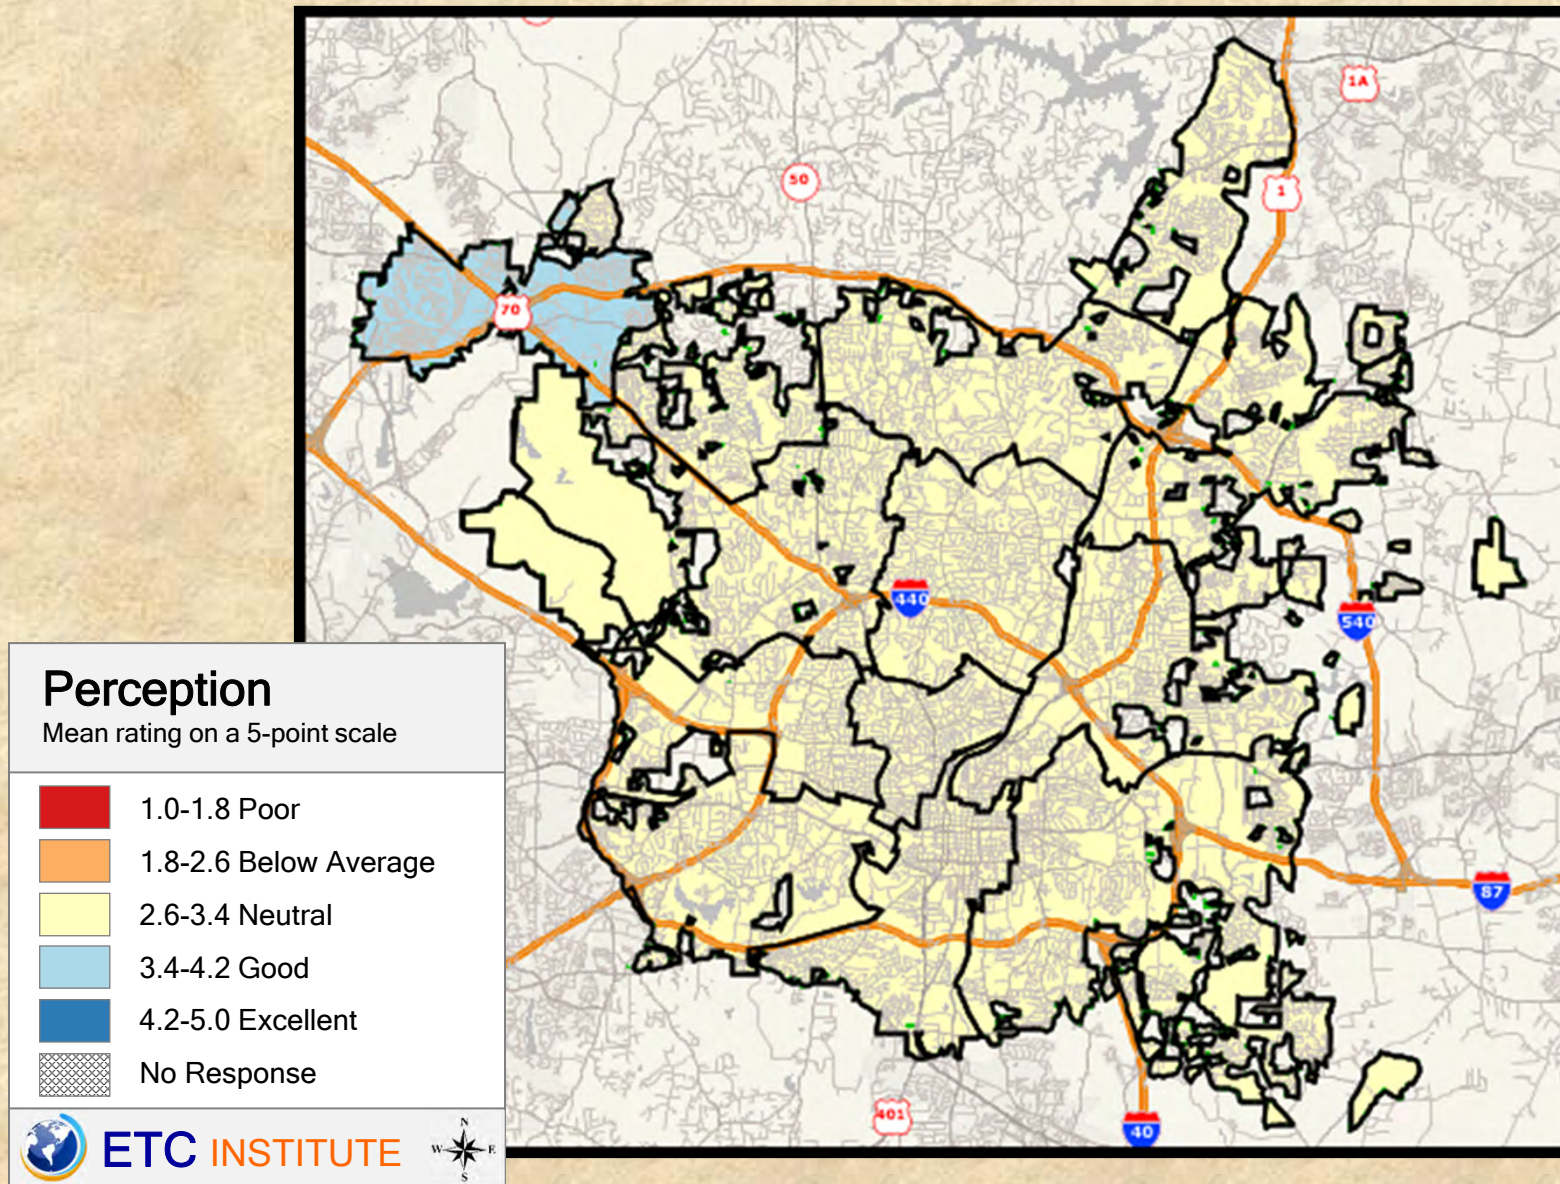 1A
50
1
70
440
540
87
401
40
Perception
Mean rating on a 5-point scale
1.0-1.8 Poor
1.8-2.6 Below Average
2.6-3.4 Neutral
3.4-4.2 Good
4.2-5.0 Excellent
No Response
ETC INSTITUTE
N
W E
S